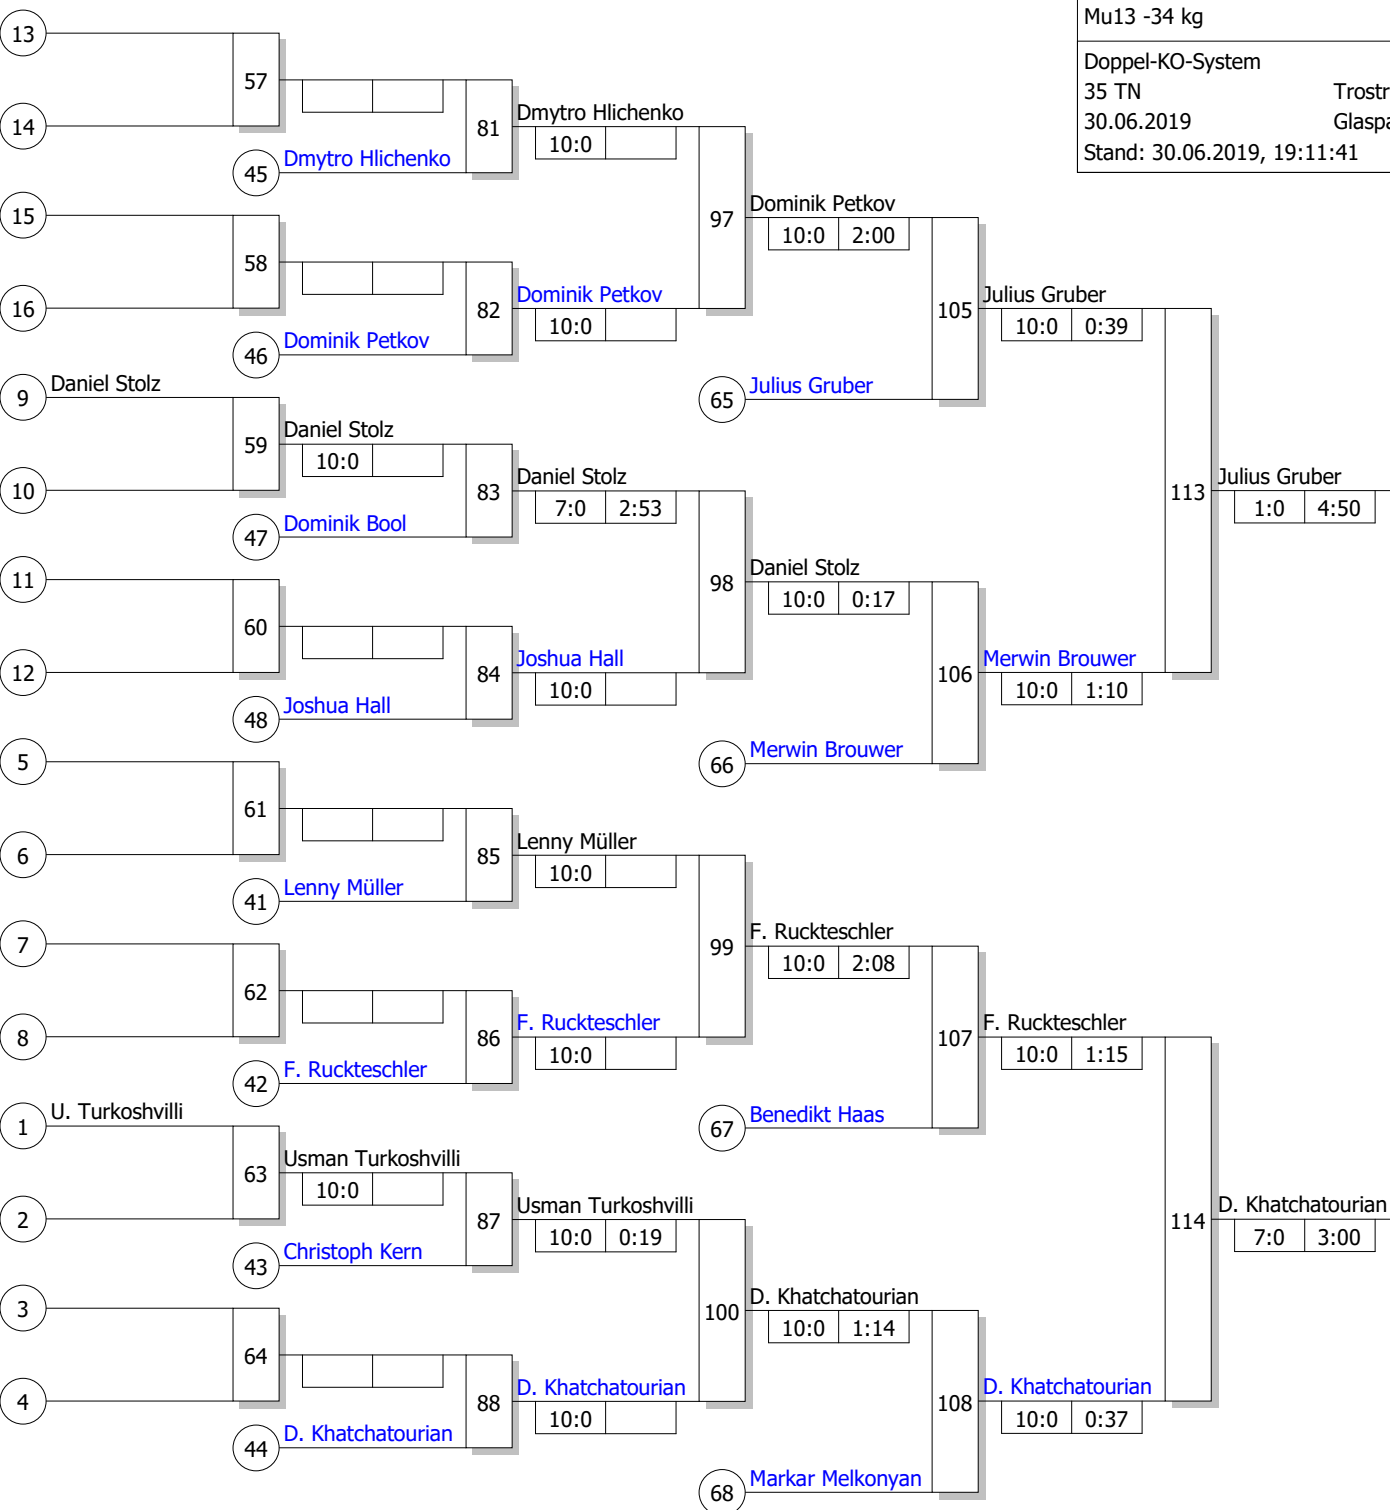 Mu13 -34 kg
Doppel-KO-System
35 TN Trostr
30.06.2019 Glaspa
Stand: 30.06.2019, 19:11:41
13
57
14
81
Dmytro Hlichenko
10:0
45
Dmytro Hlichenko
15
97
Dominik Petkov
10:0 2:00
58
16
82
Dominik Petkov
10:0
46
Dominik Petkov
105
Julius Gruber
10:0 0:39
9
Daniel Stolz
65
Julius Gruber
59
Daniel Stolz
10:0
10
83
Daniel Stolz
7:0 2:53
113
Julius Gruber
1:0 4:50
47
Dominik Bool
11
98
Daniel Stolz
10:0 0:17
60
12
84
Joshua Hall
10:0
106
Merwin Brouwer
10:0 1:10
48
Joshua Hall
5
66
Merwin Brouwer
61
6
85
Lenny Müller
10:0
41
Lenny Müller
7
99
F. Ruckteschler
10:0 2:08
62
8
86
F. Ruckteschler
10:0
107
F. Ruckteschler
10:0 1:15
42
F. Ruckteschler
1
U. Turkoshvilli
67
Benedikt Haas
63
Usman Turkoshvilli
10:0
2
87
Usman Turkoshvilli
10:0 0:19
114
D. Khatchatourian
7:0 3:00
43
Christoph Kern
3
100
D. Khatchatourian
10:0 1:14
64
4
88
D. Khatchatourian
10:0
108
D. Khatchatourian
10:0 0:37
44
D. Khatchatourian
68
Markar Melkonyan